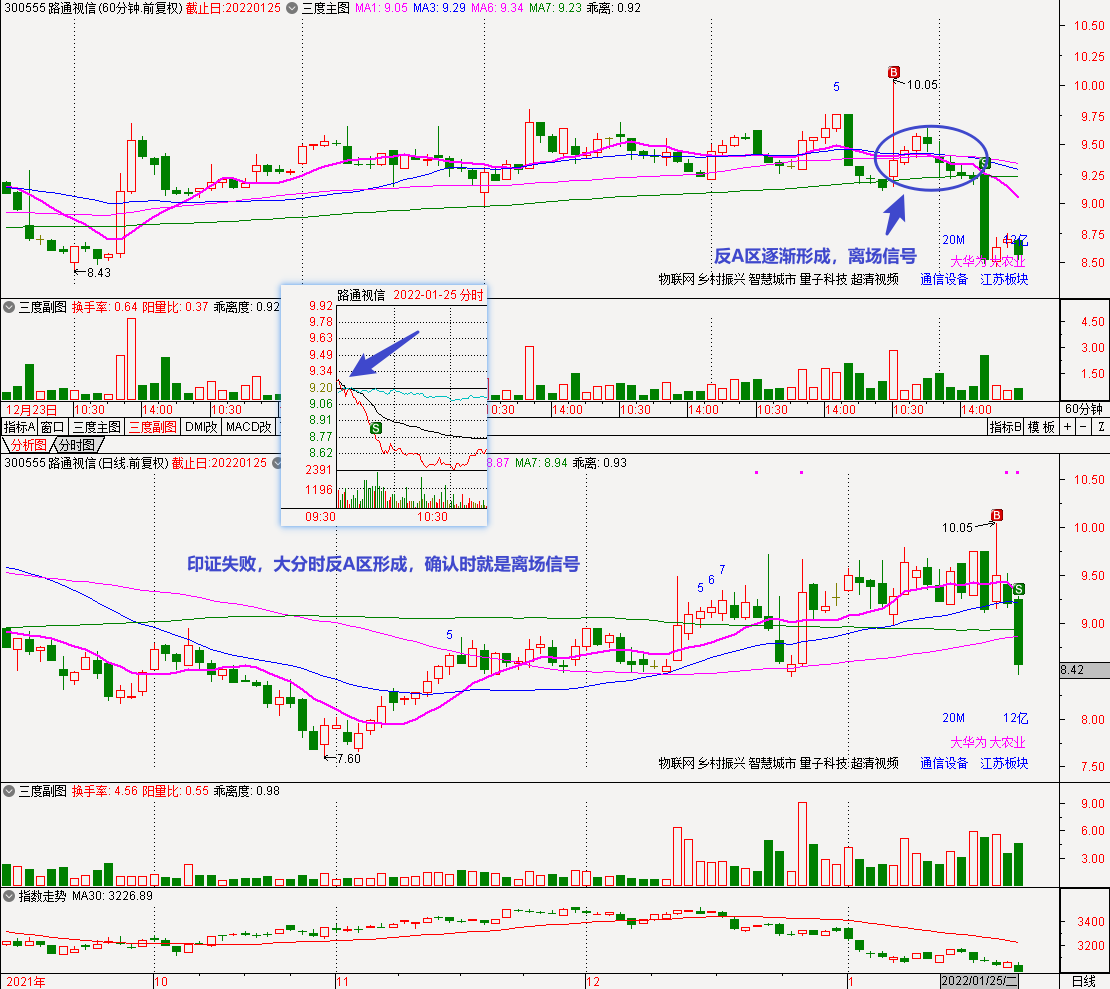 300555 路通视信(60分钟.前复权) 截止日:20220125 三度主图 MA1: 9.05 MA3: 9.29 MA6: 9.34 MA7: 9.23 乖离: 0.92
10.50
10.25
10.00
9.75
9.50
9.25
9.00
8.75
8.50
5
B
10.05
S
8.43
20M
反A区逐渐形成，离场信号
大华为 大农业
物联网 乡村振兴 智慧城市 量子科技 超清视频 通信设备 江苏板块
三度副图 换手率: 0.64 阳量比: 0.37 乖离度: 0.92
4.50
3.00
1.50
路通视信 2022-01-25 分时
9.92
9.78
9.63
9.49
9.34
9.20
9.06
8.91
8.77
8.62
2391
1196
S
09:30 10:30
12月23日 10:30 14:00 10:30 14:00 10:30 14:00 10:30 14:00 10:30 14:00 60分钟
指标A 窗口 三度主图 三度副图 DMI改 MACD改 指标B 模 板 + − Z
分析图 分时图
300555 路通视信(日线.前复权) 截止日:20220125 8.87 MA7: 8.94 乖离: 0.93
10.50
10.00
9.50
9.00
8.42
8.00
7.50
10.05
B
S
印证失败，大分时反A区形成，确认时就是离场信号
5
5
6
7
7.60
20M 12亿
大华为 大农业
物联网 乡村振兴 智慧城市 量子科技 超清视频 通信设备 江苏板块
三度副图 换手率: 4.56 阳量比: 0.55 乖离度: 0.98
9.00
6.00
3.00
指数走势 MA30: 3226.89
3400
3200
2021年 10 11 12 1 2022/01/25/二 日线